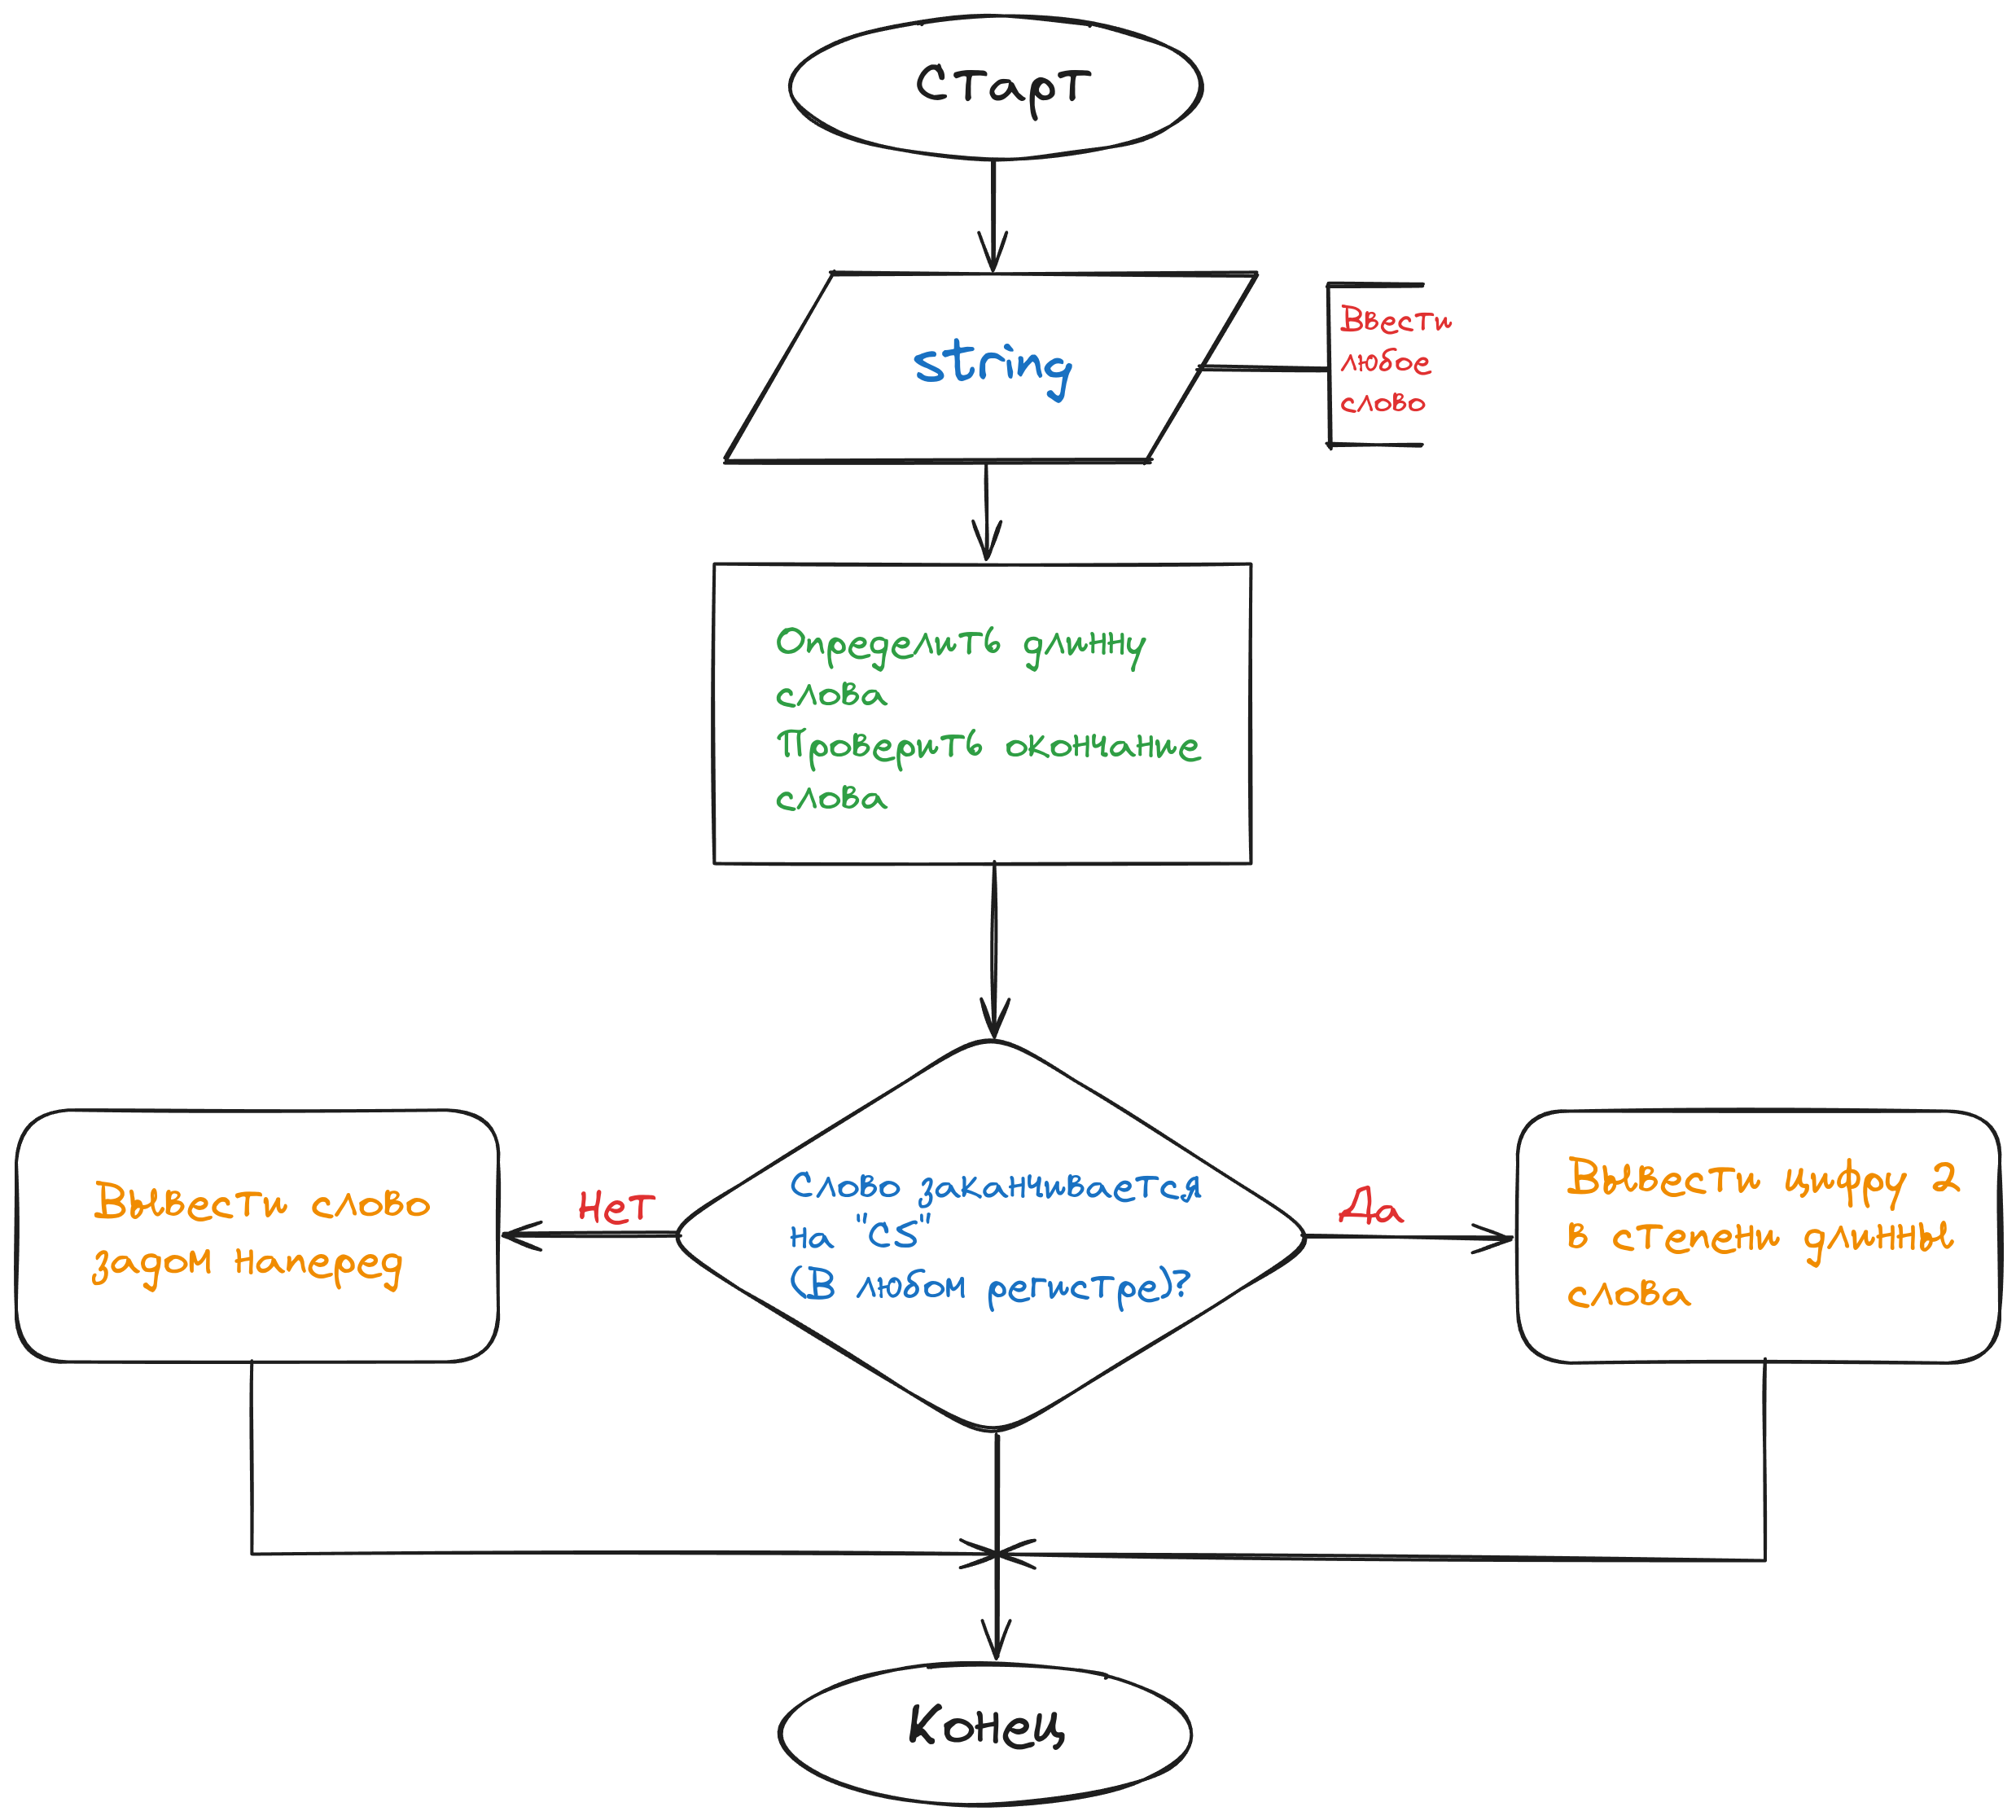 Старт
string
Ввести
любое
слово
Определить длинну
слова
Проверить окончание
слова
Слово заканчивается
на "CS"
(В любом регистре)?
Нет
Да
Вывести слово
задом наперед
Вывести цифру 2
в степени длинны
слова
Конец